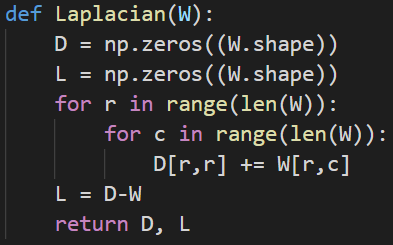 def Laplacian(W):
    D = np.zeros((W.shape))
    L = np.zeros((W.shape))
    for r in range(len(W)):
        for c in range(len(W)):
            D[r,r] += W[r,c]
    L = D-W
    return D, L